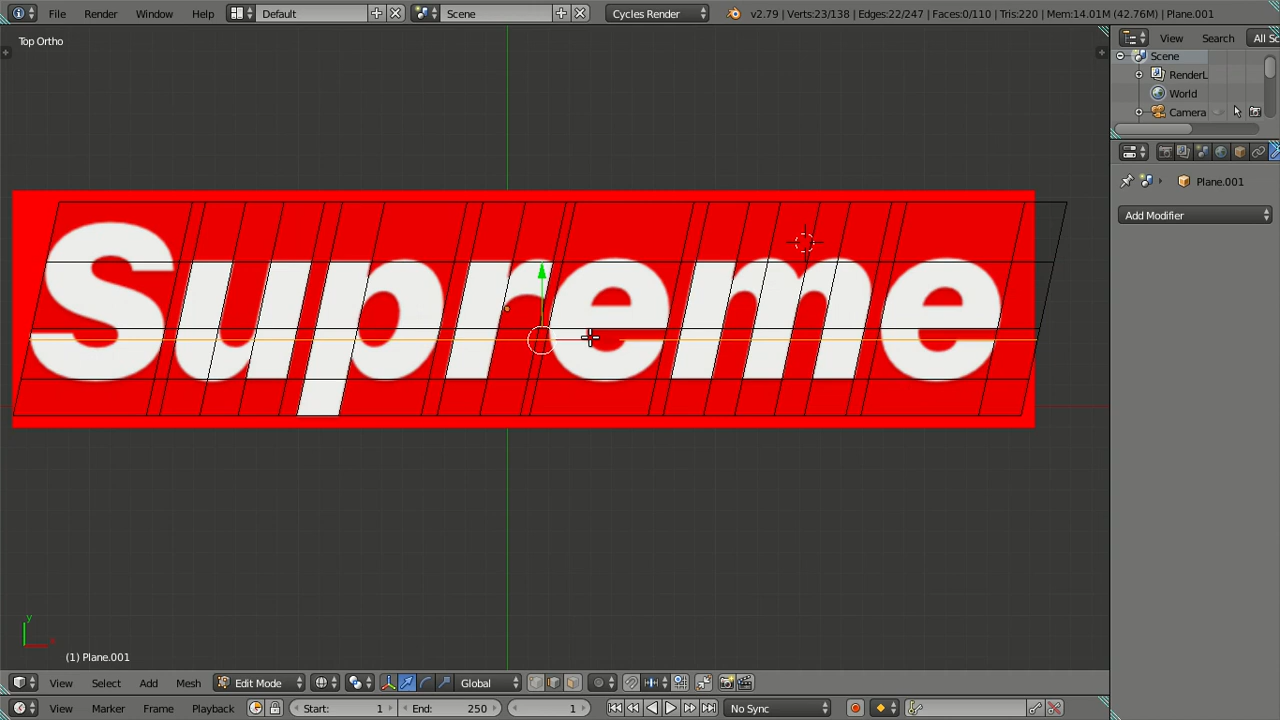 File Render Window Help Default Scene Cycles Render v2.79 | Verts:23/138 | Edges:22/247 | Faces:0/110 | Tris:220 | Mem:14.01M (42.76M) | Plane.001
Top Ortho
View Search All Sc
Scene
RenderL
World
Camera
Plane.001
Add Modifier
Supreme
y
x
(1) Plane.001
View Select Add Mesh Edit Mode Global
View Marker Frame Playback Start: 1 End: 250 1 No Sync